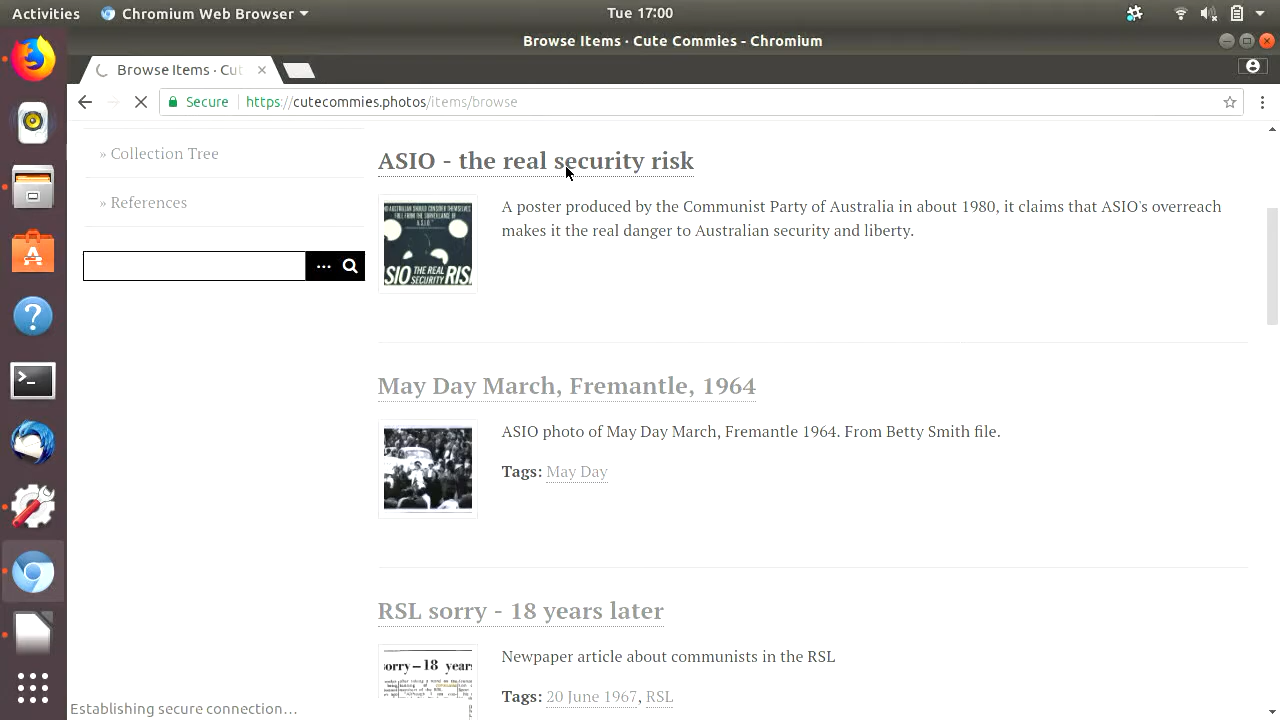 Activities
Chromium Web Browser
Tue 17:00
Browse Items · Cute Commies - Chromium
Browse Items · Cut
Secure
https://cutecommies.photos/items/browse
» Collection Tree
» References
ASIO - the real security risk
A poster produced by the Communist Party of Australia in about 1980, it claims that ASIO's overreach
makes it the real danger to Australian security and liberty.
SIO THE REAL
SECURITY RIS
May Day March, Fremantle, 1964
ASIO photo of May Day March, Fremantle 1964. From Betty Smith file.
Tags: May Day
RSL sorry - 18 years later
orry—18 year
Newpaper article about communists in the RSL
Tags: 20 June 1967, RSL
Establishing secure connection...